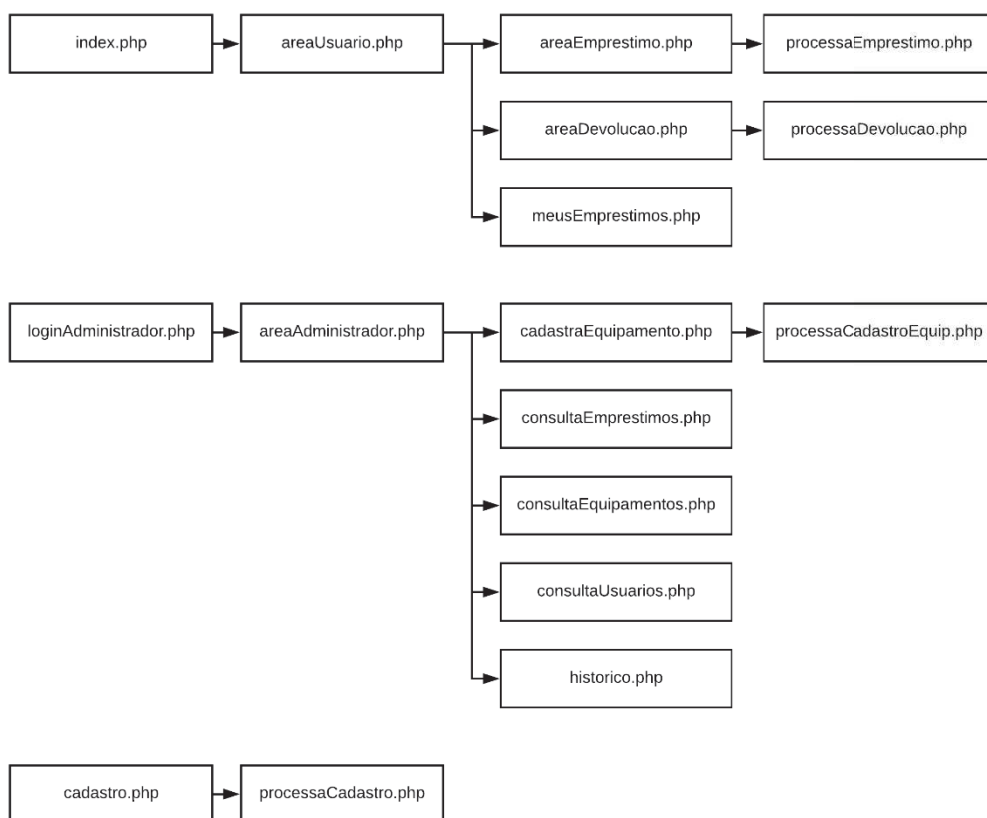 index.php
areaUsuario.php
areaEmprestimo.php
processaEmprestimo.php
areaDevolucao.php
processaDevolucao.php
meusEmprestimos.php
loginAdministrador.php
areaAdministrador.php
cadastraEquipamento.php
processaCadastroEquip.php
consultaEmprestimos.php
consultaEquipamentos.php
consultaUsuarios.php
historico.php
cadastro.php
processaCadastro.php